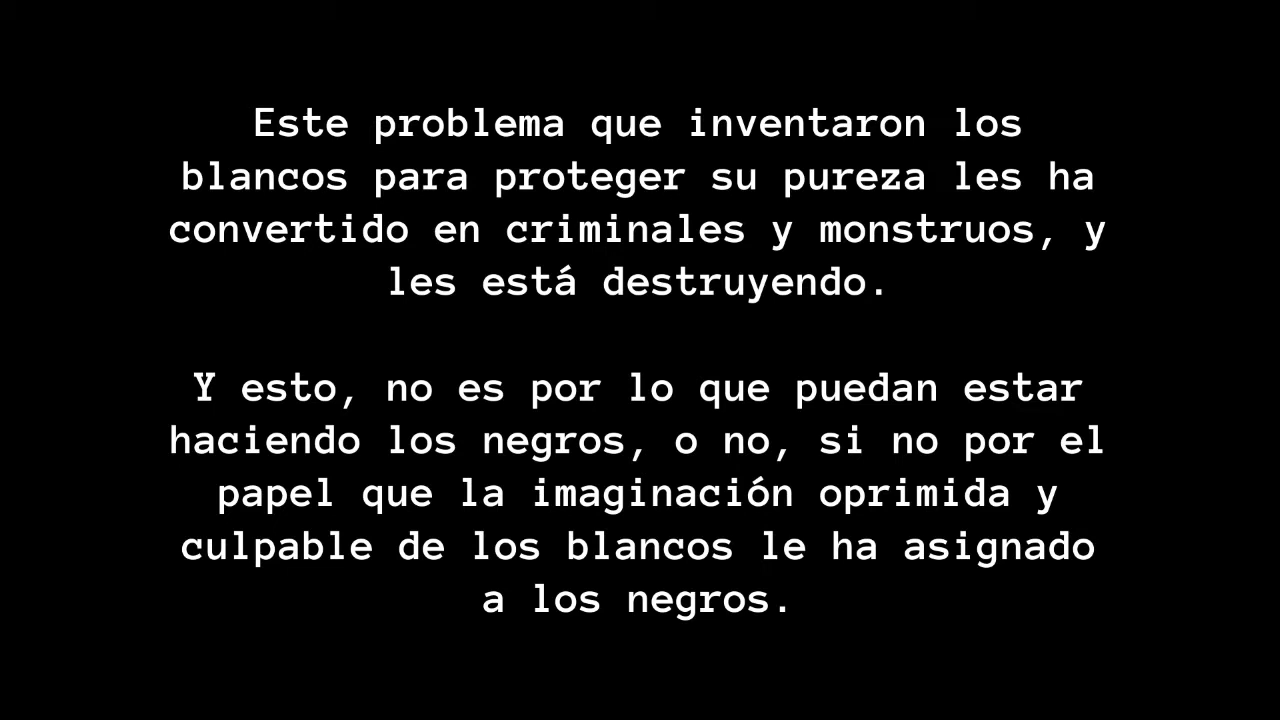 Este problema que inventaron los
blancos para proteger su pureza les ha
convertido en criminales y monstruos, y
les está destruyendo.
Y esto, no es por lo que puedan estar
haciendo los negros, o no, si no por el
papel que la imaginación oprimida y
culpable de los blancos le ha asignado
a los negros.